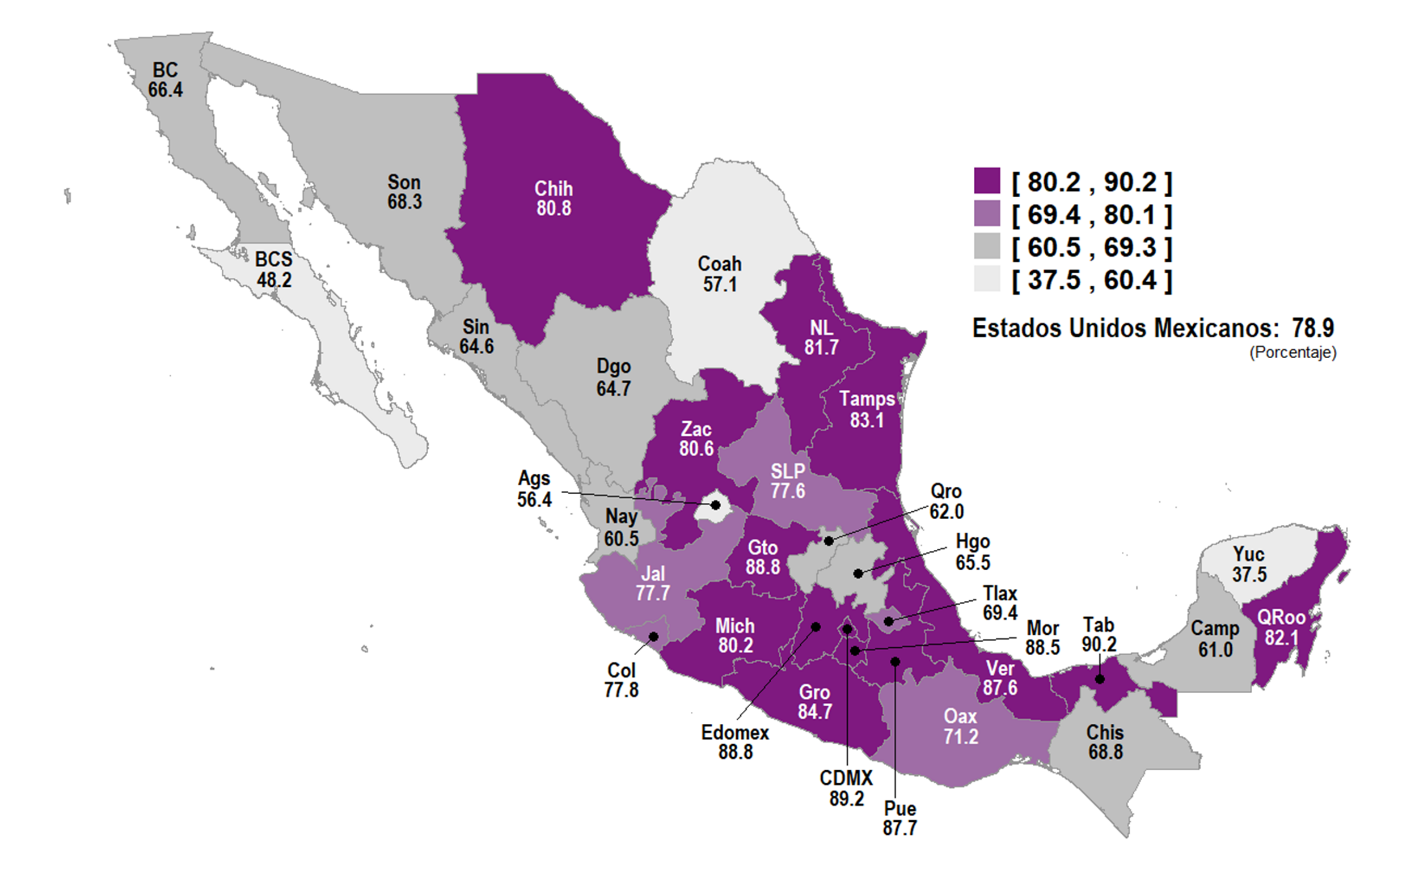 BC
66.4
Son
68.3
Chih
80.8
BCS
48.2
Coah
57.1
Sin
64.6
Dgo
64.7
NL
81.7
Tamps
83.1
Zac
80.6
SLP
77.6
Ags
56.4
Nay
60.5
Jal
77.7
Gto
88.8
Qro
62.0
Hgo
65.5
Tlax
69.4
Mor
88.5
Tab
90.2
Mich
80.2
Col
77.8
Gro
84.7
Edomex
88.8
CDMX
89.2
Pue
87.7
Ver
87.6
Oax
71.2
Chis
68.8
Camp
61.0
Yuc
37.5
QRoo
82.1
[ 80.2 , 90.2 ]
[ 69.4 , 80.1 ]
[ 60.5 , 69.3 ]
[ 37.5 , 60.4 ]
Estados Unidos Mexicanos: 78.9
(Porcentaje)